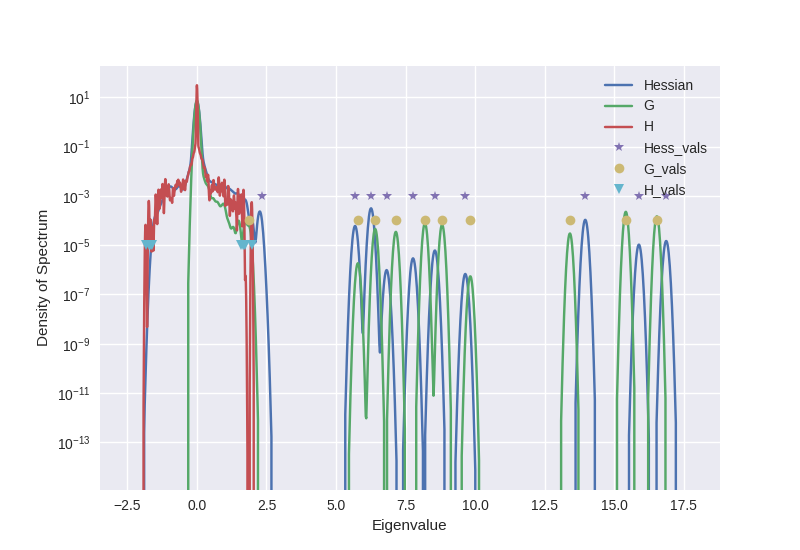 Hessian
G
H
Hess_vals
G_vals
H_vals
10^1
10^-1
10^-3
10^-5
10^-7
10^-9
10^-11
10^-13
Density of Spectrum
−2.5 0.0 2.5 5.0 7.5 10.0 12.5 15.0 17.5
Eigenvalue